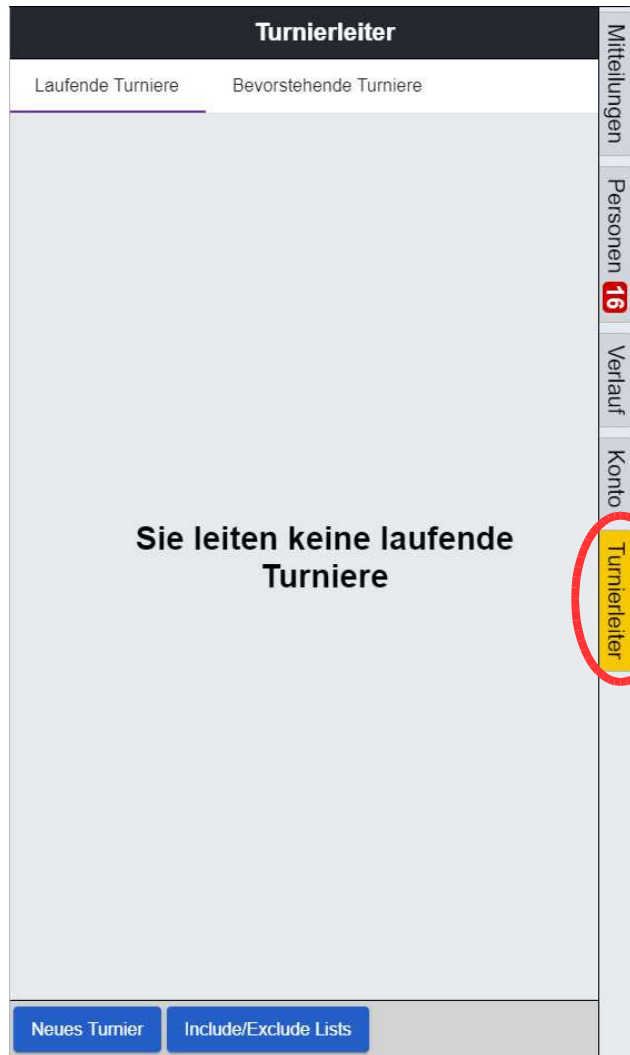 Turnierleiter
Laufende Turniere
Bevorstehende Turniere
Sie leiten keine laufende
Turniere
Neues Turnier
Include/Exclude Lists
Mitteilungen
Personen 16
Verlauf
Konto
Turnierleiter